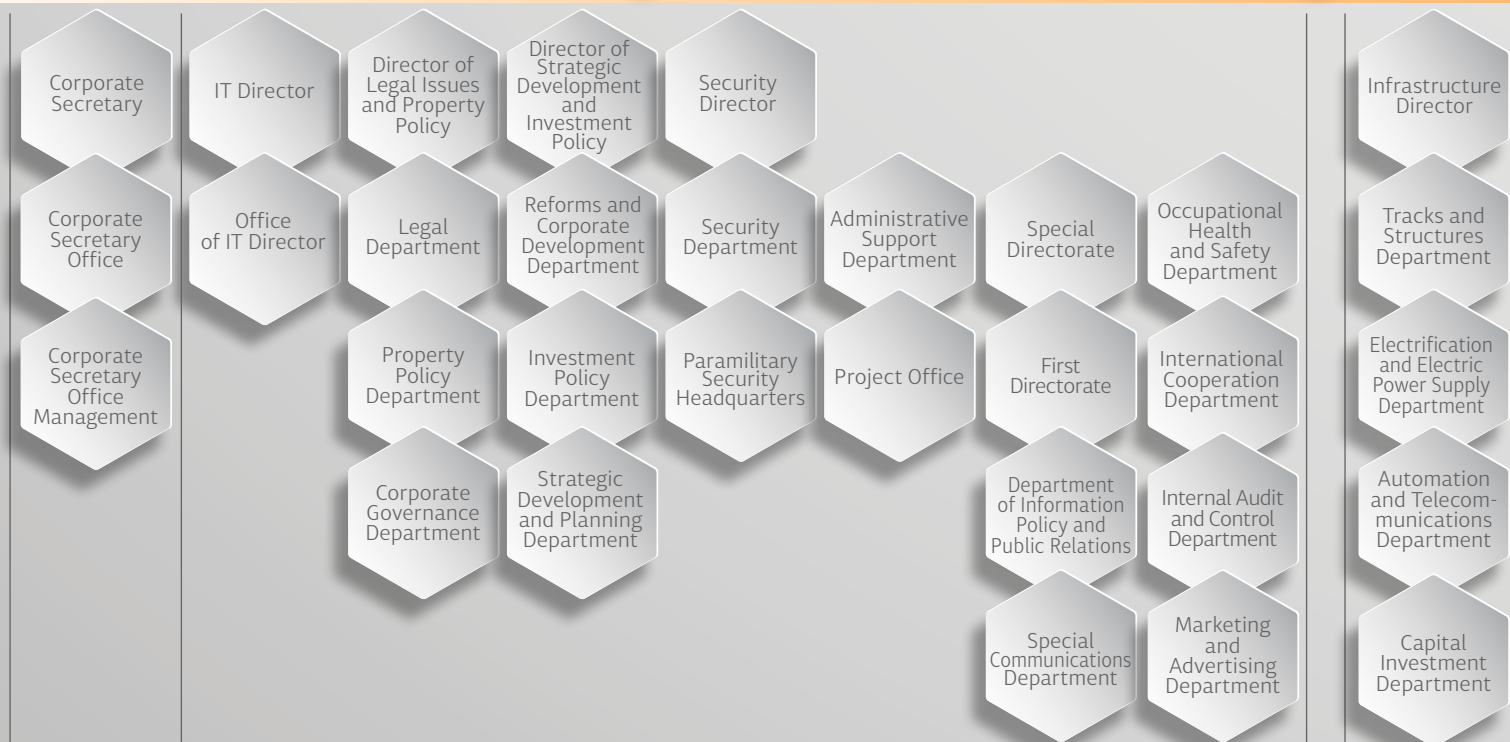 Corporate
Secretary
Corporate
Secretary
Office
Corporate
Secretary
Office
Management
IT Director
Office
of IT Director
Director of
Legal Issues
and Property
Policy
Legal
Department
Property
Policy
Department
Corporate
Governance
Department
Director of
Strategic
Development
and
Investment
Policy
Reforms and
Corporate
Development
Department
Investment
Policy
Department
Strategic
Development
and Planning
Department
Security
Director
Security
Department
Paramilitary
Security
Headquarters
Administrative
Support
Department
Project Office
Special
Directorate
First
Directorate
Department
of Information
Policy and
Public Relations
Special
Communications
Department
Occupational
Health
and Safety
Department
International
Cooperation
Department
Internal Audit
and Control
Department
Marketing
and
Advertising
Department
Infrastructure
Director
Tracks and
Structures
Department
Electrification
and Electric
Power Supply
Department
Automation
and Telecom-
munications
Department
Capital
Investment
Department